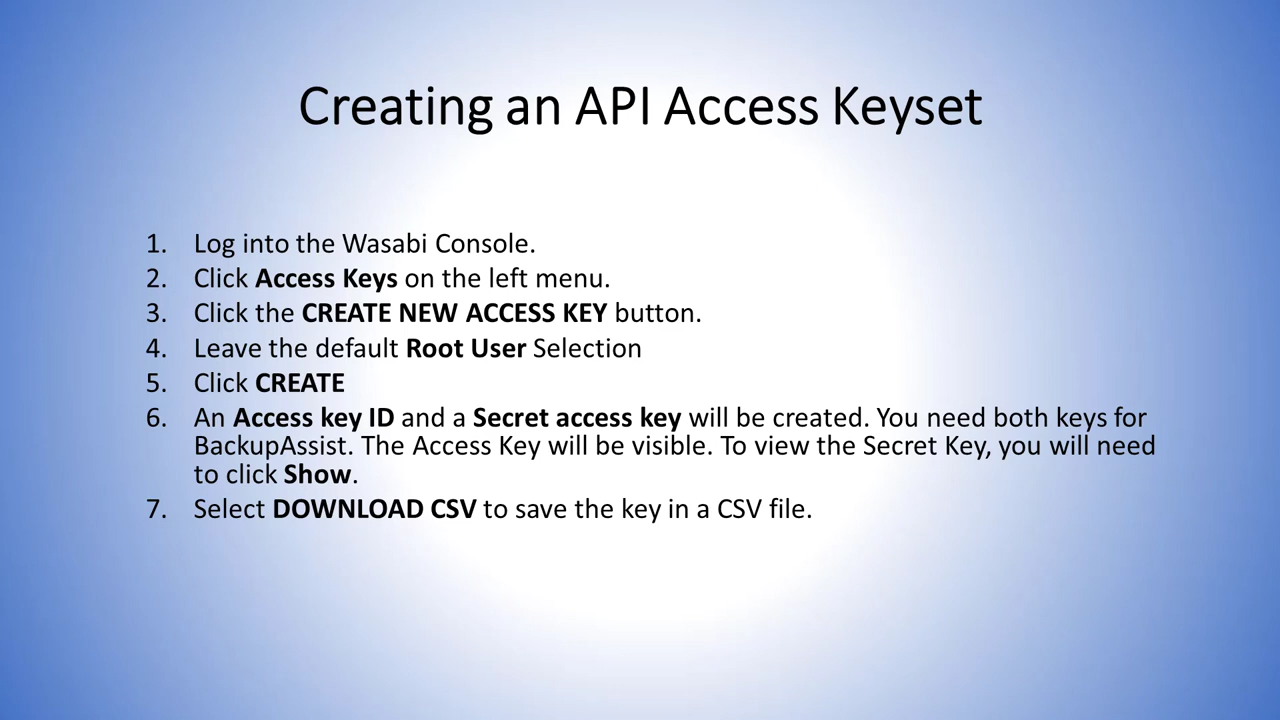 Creating an API Access Keyset
1. Log into the Wasabi Console.
2. Click Access Keys on the left menu.
3. Click the CREATE NEW ACCESS KEY button.
4. Leave the default Root User Selection
5. Click CREATE
6. An Access key ID and a Secret access key will be created. You need both keys for
BackupAssist. The Access Key will be visible. To view the Secret Key, you will need
to click Show.
7. Select DOWNLOAD CSV to save the key in a CSV file.